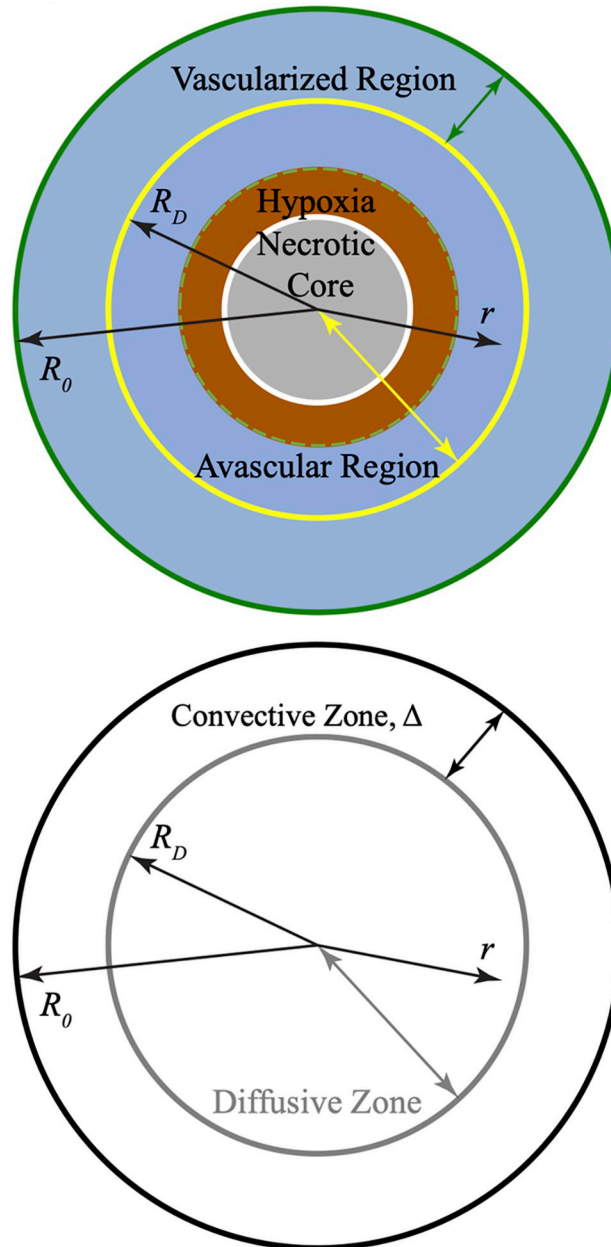 Vascularized Region
R_D
Hypoxia
Necrotic
Core
r
R_0
Avascular Region
Convective Zone, Δ
R_D
r
R_0
Diffusive Zone